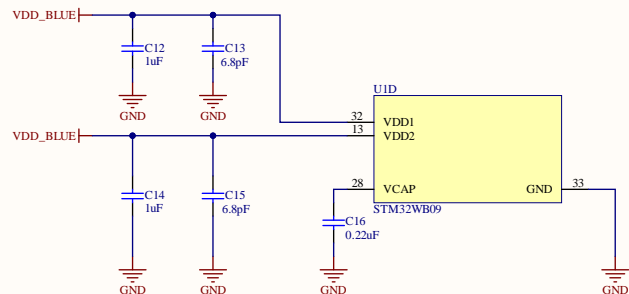 VDD_BLUE
C12
1uF
C13
6.8pF
GND
GND
U1D
32
VDD1
VDD_BLUE
13
VDD2
28
VCAP
GND
33
C14
1uF
C15
6.8pF
STM32WB09
C16
0.22uF
GND
GND
GND
GND